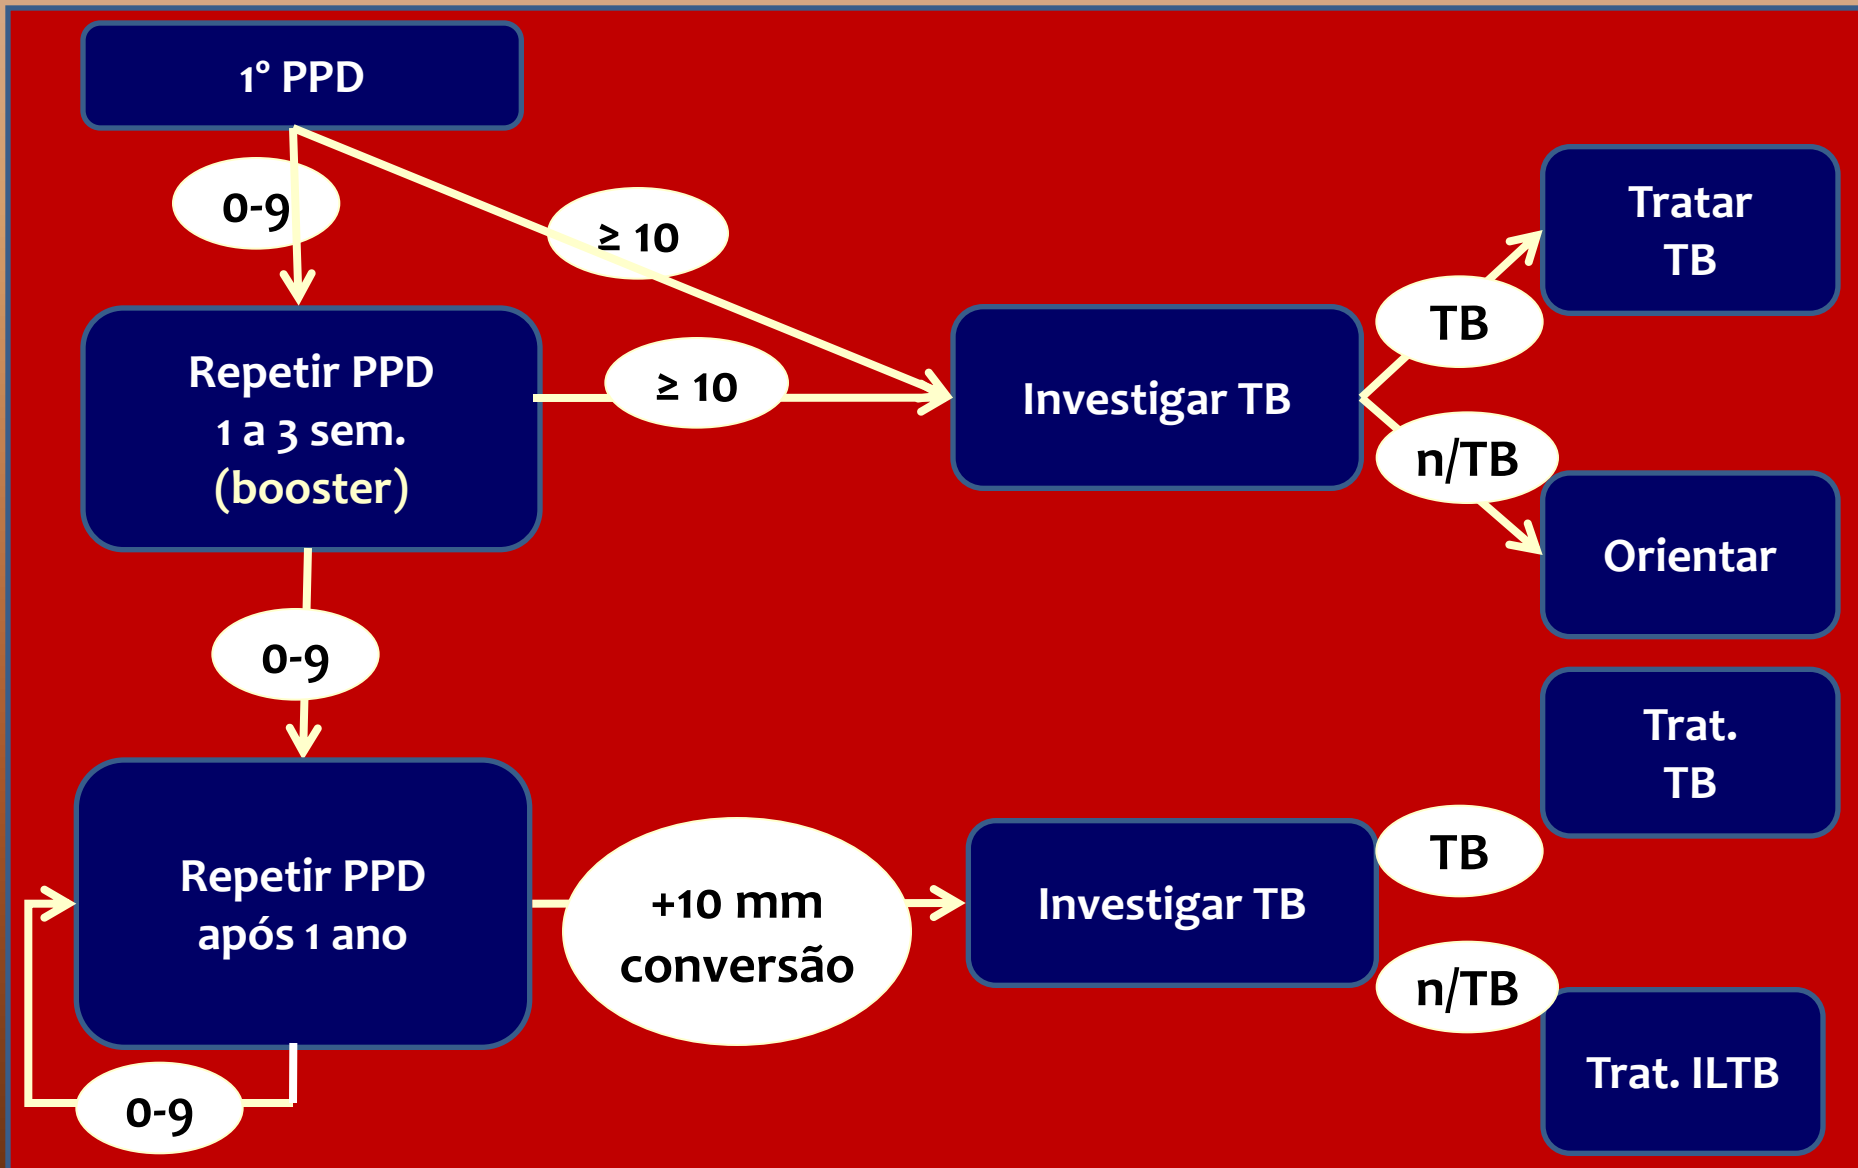 1° PPD
0-9
≥ 10
Repetir PPD
1 a 3 sem.
(booster)
≥ 10
Investigar TB
TB
Tratar
TB
n/TB
Orientar
0-9
Repetir PPD
após 1 ano
+10 mm
conversão
Investigar TB
TB
Trat.
TB
n/TB
Trat. ILTB
0-9